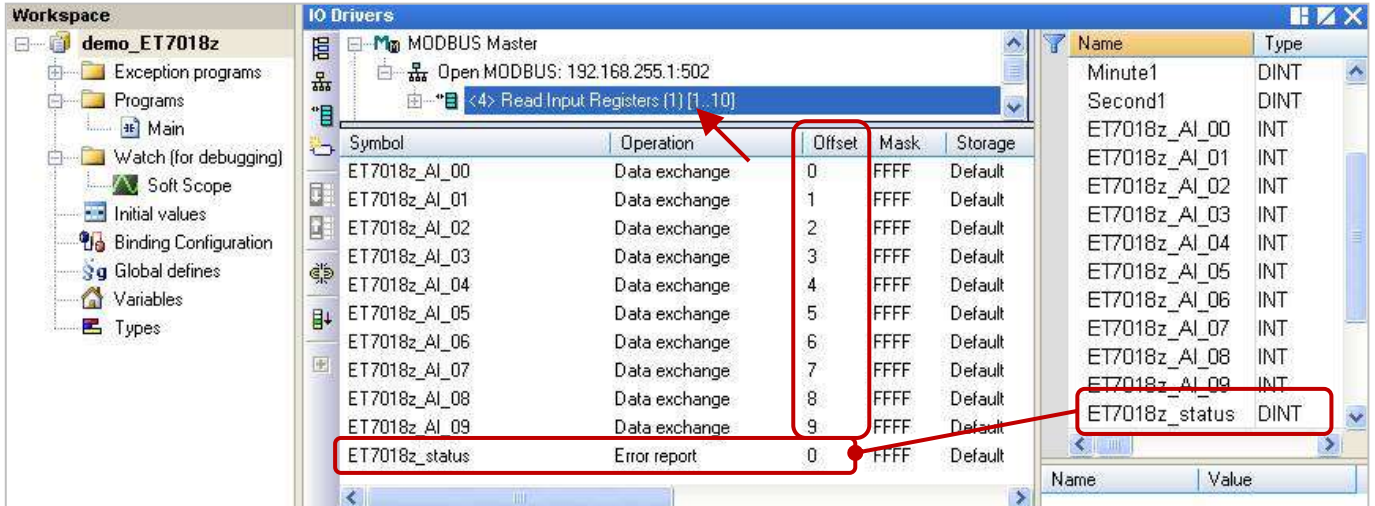 Workspace
demo_ET7018z
Exception programs
Programs
Main
Watch (for debugging)
Soft Scope
Initial values
Binding Configuration
Global defines
Variables
Types
IO Drivers
MODBUS Master
Open MODBUS: 192.168.255.1:502
<4> Read Input Registers (1) [1..10]
Symbol Operation Offset Mask Storage
ET7018z_AI_00 Data exchange 0 FFFF Default
ET7018z_AI_01 Data exchange 1 FFFF Default
ET7018z_AI_02 Data exchange 2 FFFF Default
ET7018z_AI_03 Data exchange 3 FFFF Default
ET7018z_AI_04 Data exchange 4 FFFF Default
ET7018z_AI_05 Data exchange 5 FFFF Default
ET7018z_AI_06 Data exchange 6 FFFF Default
ET7018z_AI_07 Data exchange 7 FFFF Default
ET7018z_AI_08 Data exchange 8 FFFF Default
ET7018z_AI_09 Data exchange 9 FFFF Default
ET7018z_status Error report 0 FFFF Default
Name Type
Minute1 DINT
Second1 DINT
ET7018z_AI_00 INT
ET7018z_AI_01 INT
ET7018z_AI_02 INT
ET7018z_AI_03 INT
ET7018z_AI_04 INT
ET7018z_AI_05 INT
ET7018z_AI_06 INT
ET7018z_AI_07 INT
ET7018z_AI_08 INT
ET7018z_AI_09 INT
ET7018z_status DINT
Name Value